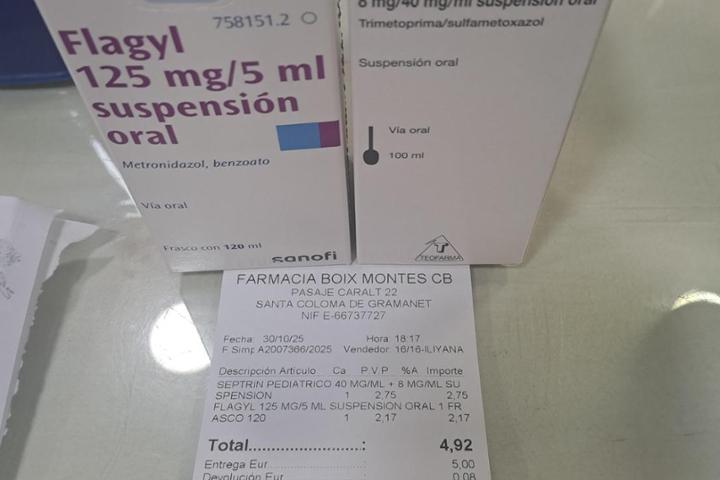 758151.2
Flagyl
125 mg/5 ml
suspensión
oral
Metronidazol, benzoato
Vía oral
Frasco con 120 ml
sanofi
8 mg/40 mg/ml suspensión oral
Trimetoprima/sulfametoxazol
Suspensión oral
Vía oral
100 ml
TEOFARMA
FARMACIA BOIX MONTES CB
PASAJE CARALT 22
SANTA COLOMA DE GRAMANET
NIF E-66737727
Fecha: 30/10/25 Hora: 18:17
F.Simp A2007366/2025 Vendedor: 16/16-ILIYANA
Descripción Artículo Ca P.V.P %A Importe
SEPTRIN PEDIATRICO 40 MG/ML + 8 MG/ML SU
SPENSION 1 2,75 2,75
FLAGYL 125 MG/5 ML SUSPENSION ORAL 1 FR
ASCO 120 1 2,17 2,17
Total......................: 4,92
Entrega Eur......................: 5,00
Devolución Eur......................: 0,08